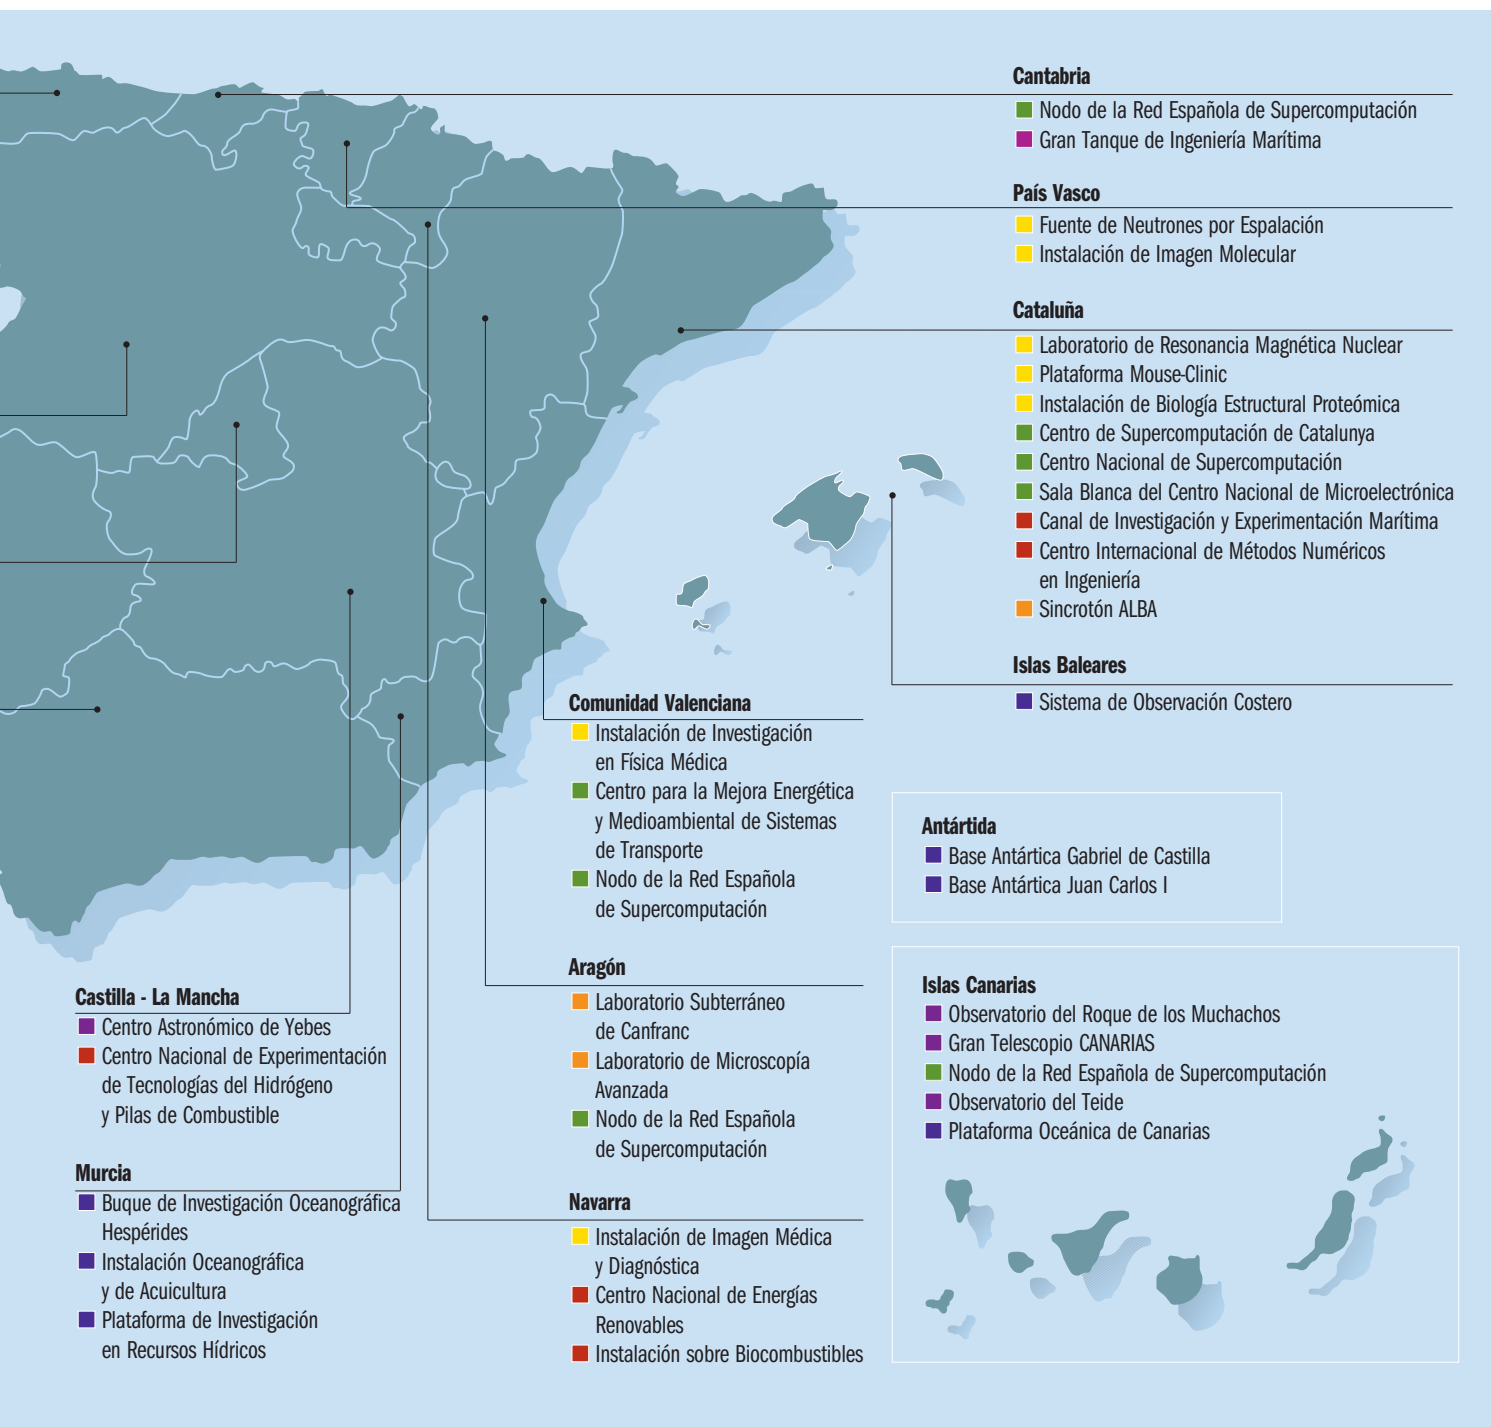 Cantabria
Nodo de la Red Española de Supercomputación
Gran Tanque de Ingeniería Marítima
País Vasco
Fuente de Neutrones por Espalación
Instalación de Imagen Molecular
Cataluña
Laboratorio de Resonancia Magnética Nuclear
Plataforma Mouse-Clinic
Instalación de Biología Estructural Proteómica
Centro de Supercomputación de Catalunya
Centro Nacional de Supercomputación
Sala Blanca del Centro Nacional de Microelectrónica
Canal de Investigación y Experimentación Marítima
Centro Internacional de Métodos Numéricos
en Ingeniería
Sincrotón ALBA
Islas Baleares
Sistema de Observación Costero
Comunidad Valenciana
Instalación de Investigación
en Física Médica
Centro para la Mejora Energética
y Medioambiental de Sistemas
de Transporte
Nodo de la Red Española
de Supercomputación
Antártida
Base Antártica Gabriel de Castilla
Base Antártica Juan Carlos I
Aragón
Laboratorio Subterráneo
de Canfranc
Laboratorio de Microscopía
Avanzada
Nodo de la Red Española
de Supercomputación
Islas Canarias
Observatorio del Roque de los Muchachos
Gran Telescopio CANARIAS
Nodo de la Red Española de Supercomputación
Observatorio del Teide
Plataforma Oceánica de Canarias
Castilla - La Mancha
Centro Astronómico de Yebes
Centro Nacional de Experimentación
de Tecnologías del Hidrógeno
y Pilas de Combustible
Murcia
Buque de Investigación Oceanográfica
Hespérides
Instalación Oceanográfica
y de Acuicultura
Plataforma de Investigación
en Recursos Hídricos
Navarra
Instalación de Imagen Médica
y Diagnóstica
Centro Nacional de Energías
Renovables
Instalación sobre Biocombustibles